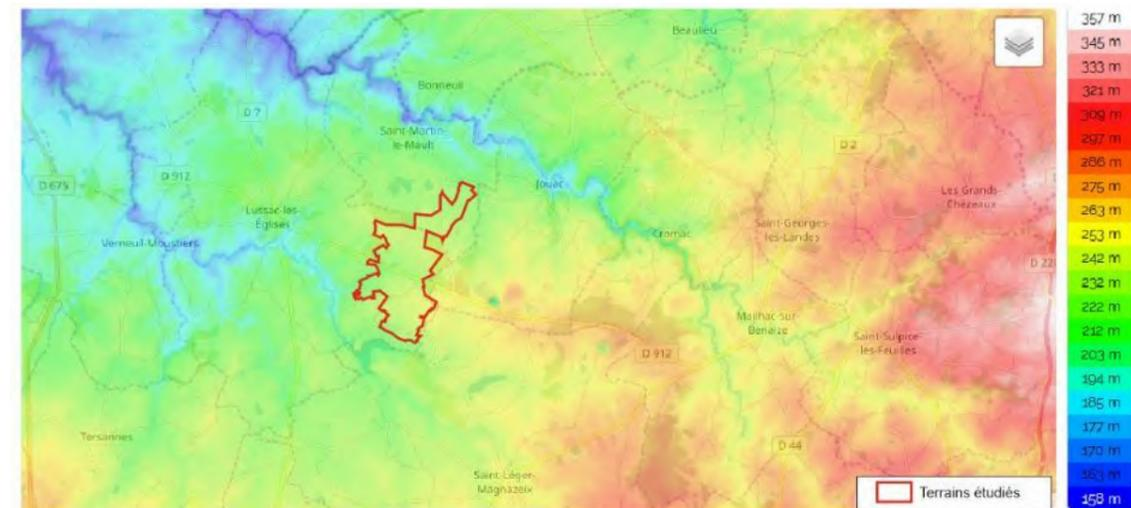 Beaulieu
Bonneuil
D 7
Saint-Martin-
le-Mault
D 2
D 675
D 912
Jouac
Les Grands-
Chézeaux
Lussac-les-
Églises
Saint-Georges-
les-Landes
Verneuil-Moustiers
Cromac
D 22
Mailhac-sur-
Benaize
Saint-Sulpice-
les-Feuilles
D 912
Tersannes
D 44
Saint-Léger-
Magnazeix
Terrains étudiés
357 m
345 m
333 m
321 m
309 m
297 m
286 m
275 m
263 m
253 m
242 m
232 m
222 m
212 m
203 m
194 m
185 m
177 m
170 m
163 m
158 m